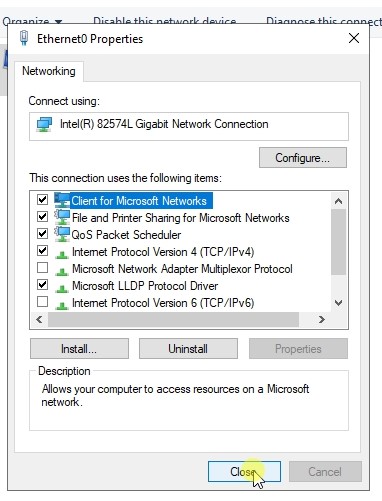 Organize
Disable this network device
Diagnose this connect
Ethernet0 Properties
Networking
Connect using:
Intel(R) 82574L Gigabit Network Connection
Configure...
This connection uses the following items:
Client for Microsoft Networks
File and Printer Sharing for Microsoft Networks
QoS Packet Scheduler
Internet Protocol Version 4 (TCP/IPv4)
Microsoft Network Adapter Multiplexor Protocol
Microsoft LLDP Protocol Driver
Internet Protocol Version 6 (TCP/IPv6)
Install...
Uninstall
Properties
Description
Allows your computer to access resources on a Microsoft
network.
Close
Cancel